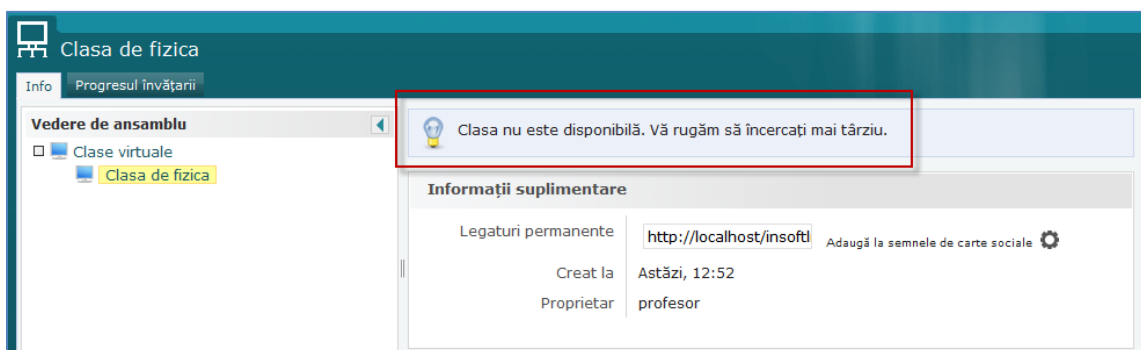 Clasa de fizica
Info Progresul învățarii
Vedere de ansamblu
Clasa nu este disponibilă. Vă rugăm să încercați mai târziu.
Clase virtuale
Clasa de fizica
Informații suplimentare
Legaturi permanente http://localhost/insoftl Adaugă la semnele de carte sociale
Creat la Astăzi, 12:52
Proprietar profesor